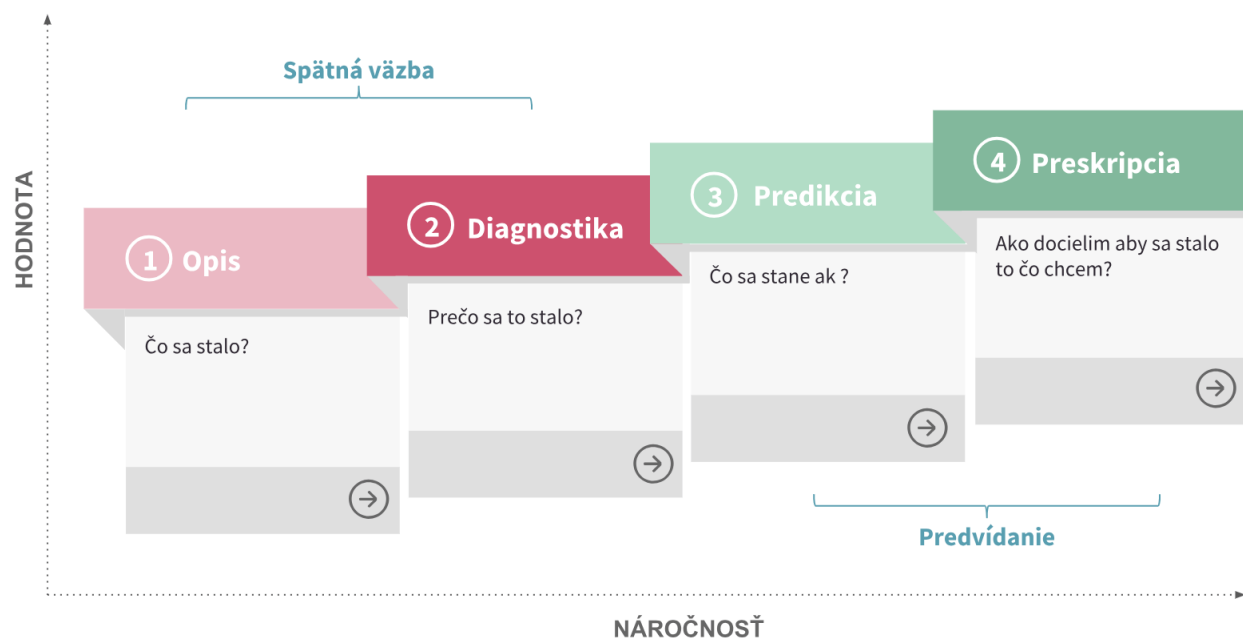 HODNOTA
Spätná väzba
1 Opis
Čo sa stalo?
2 Diagnostika
Prečo sa to stalo?
3 Predikcia
Čo sa stane ak ?
4 Preskripcia
Ako docielim aby sa stalo
to čo chcem?
Predvídanie
NÁROČNOSŤ